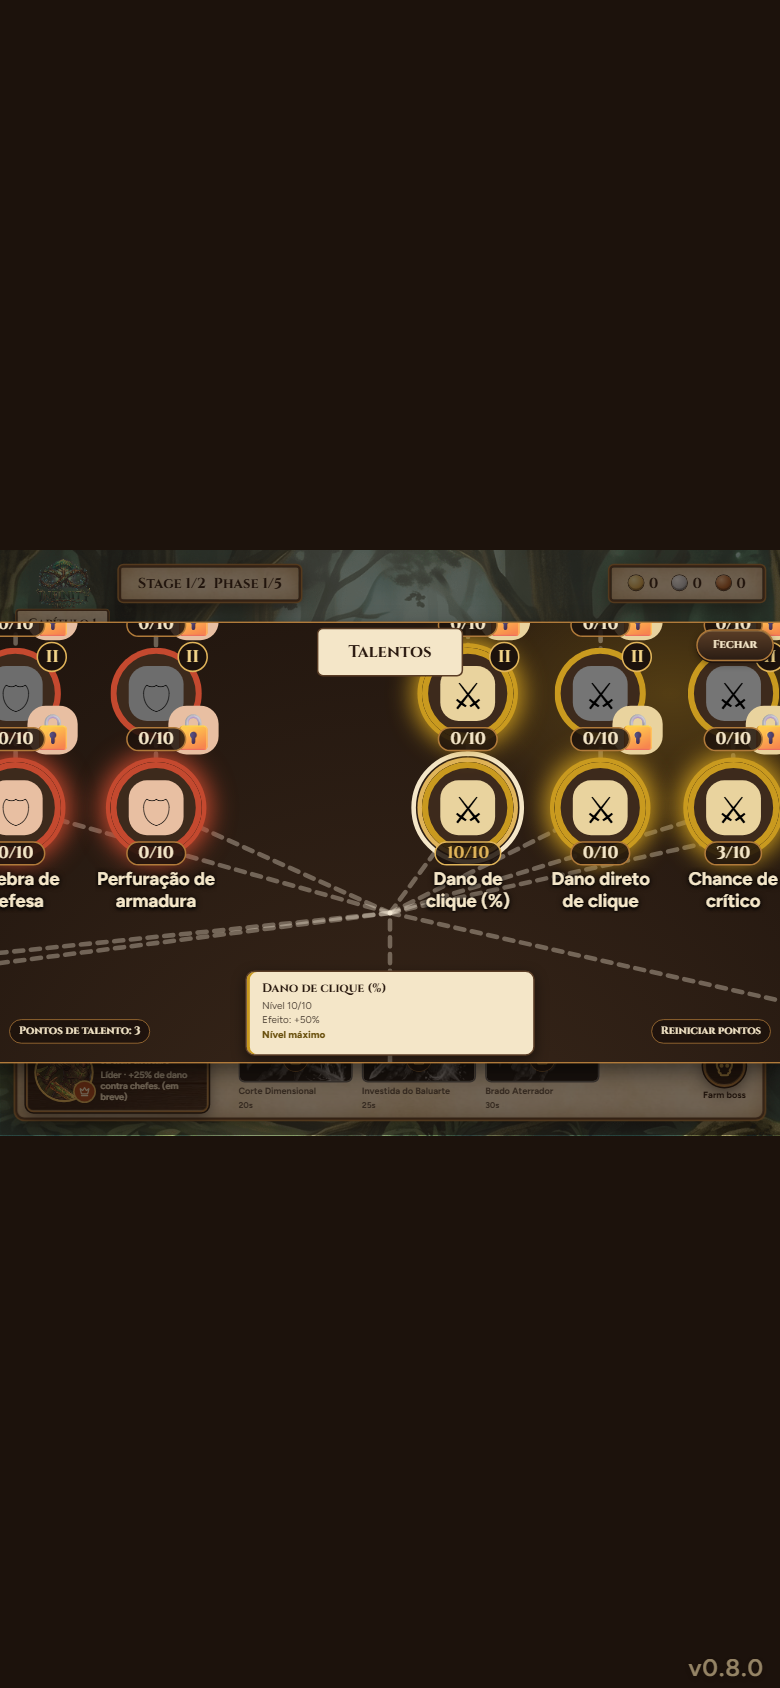 STAGE 1/2 PHASE 1/5
0 0 0
CAPÍTULO 1
0/10 0/10 0/10 0/10 0/10
TALENTOS
FECHAR
II II II II II
0/10 0/10 0/10 0/10 0/10
0/10 0/10 10/10 0/10 3/10
ebra de
efesa
Perfuração de
armadura
Dano de
clique (%)
Dano direto
de clique
Chance de
crítico
DANO DE CLIQUE (%)
Nível 10/10
Efeito: +50%
Nível máximo
PONTOS DE TALENTO: 3
REINICIAR PONTOS
Líder · +25% de dano
contra chefes. (em
breve)
Corte Dimensional
20s
Investida do Baluarte
25s
Brado Aterrador
30s
Farm boss
v0.8.0